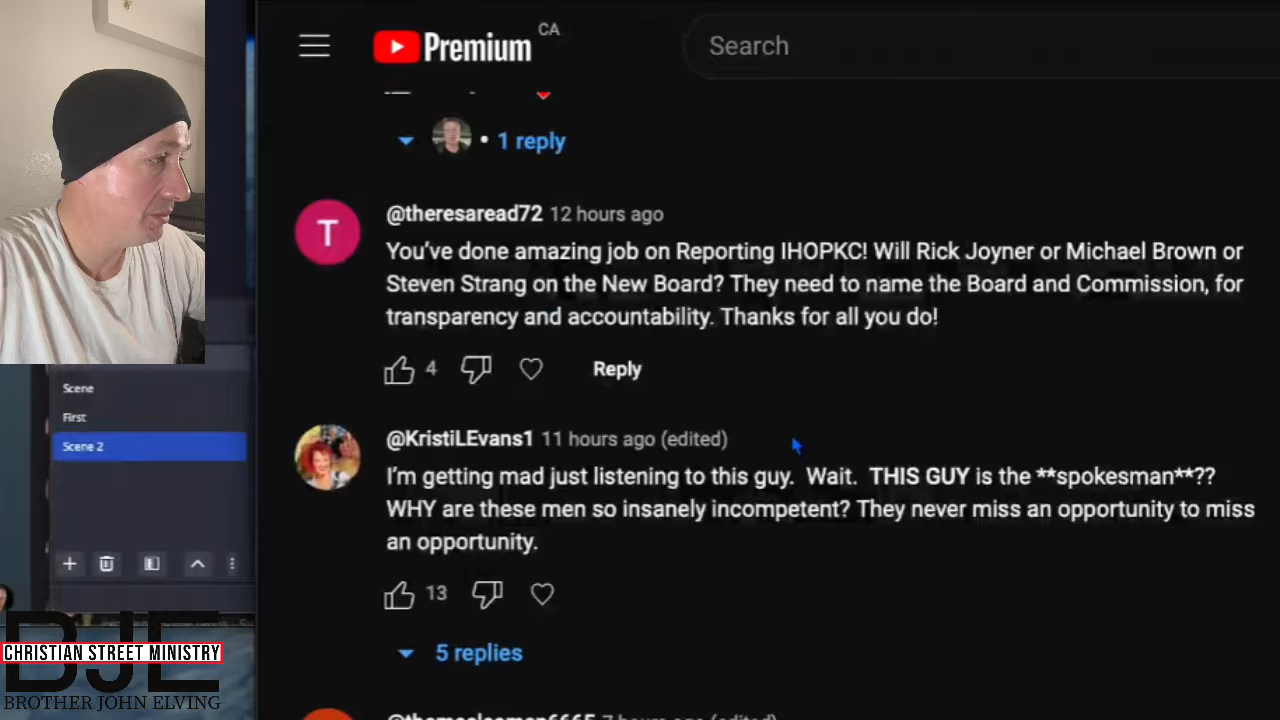 Premium
CA
Search
1 reply
@theresaread72 12 hours ago
T
You've done amazing job on Reporting IHOPKC! Will Rick Joyner or Michael Brown or
Steven Strang on the New Board? They need to name the Board and Commission, for
transparency and accountability. Thanks for all you do!
4
Reply
@KristiLEvans1 11 hours ago (edited)
I'm getting mad just listening to this guy. Wait. THIS GUY is the **spokesman**??
WHY are these men so insanely incompetent? They never miss an opportunity to miss
an opportunity.
13
5 replies
7 hours ago (edited)
Scene
First
Scene 2
BJE
CHRISTIAN STREET MINISTRY
BROTHER JOHN ELVING